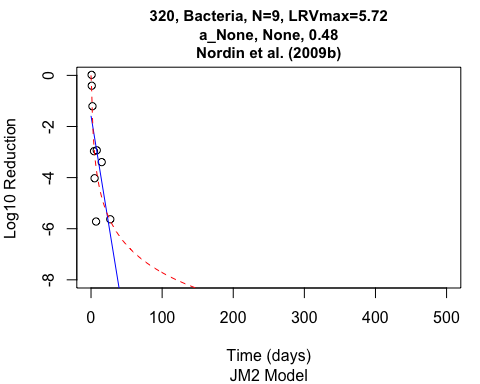 320, Bacteria, N=9, LRVmax=5.72
a_None, None, 0.48
Nordin et al. (2009b)
Log10 Reduction
0
-2
-4
-6
-8
0 100 200 300 400 500
Time (days)
JM2 Model